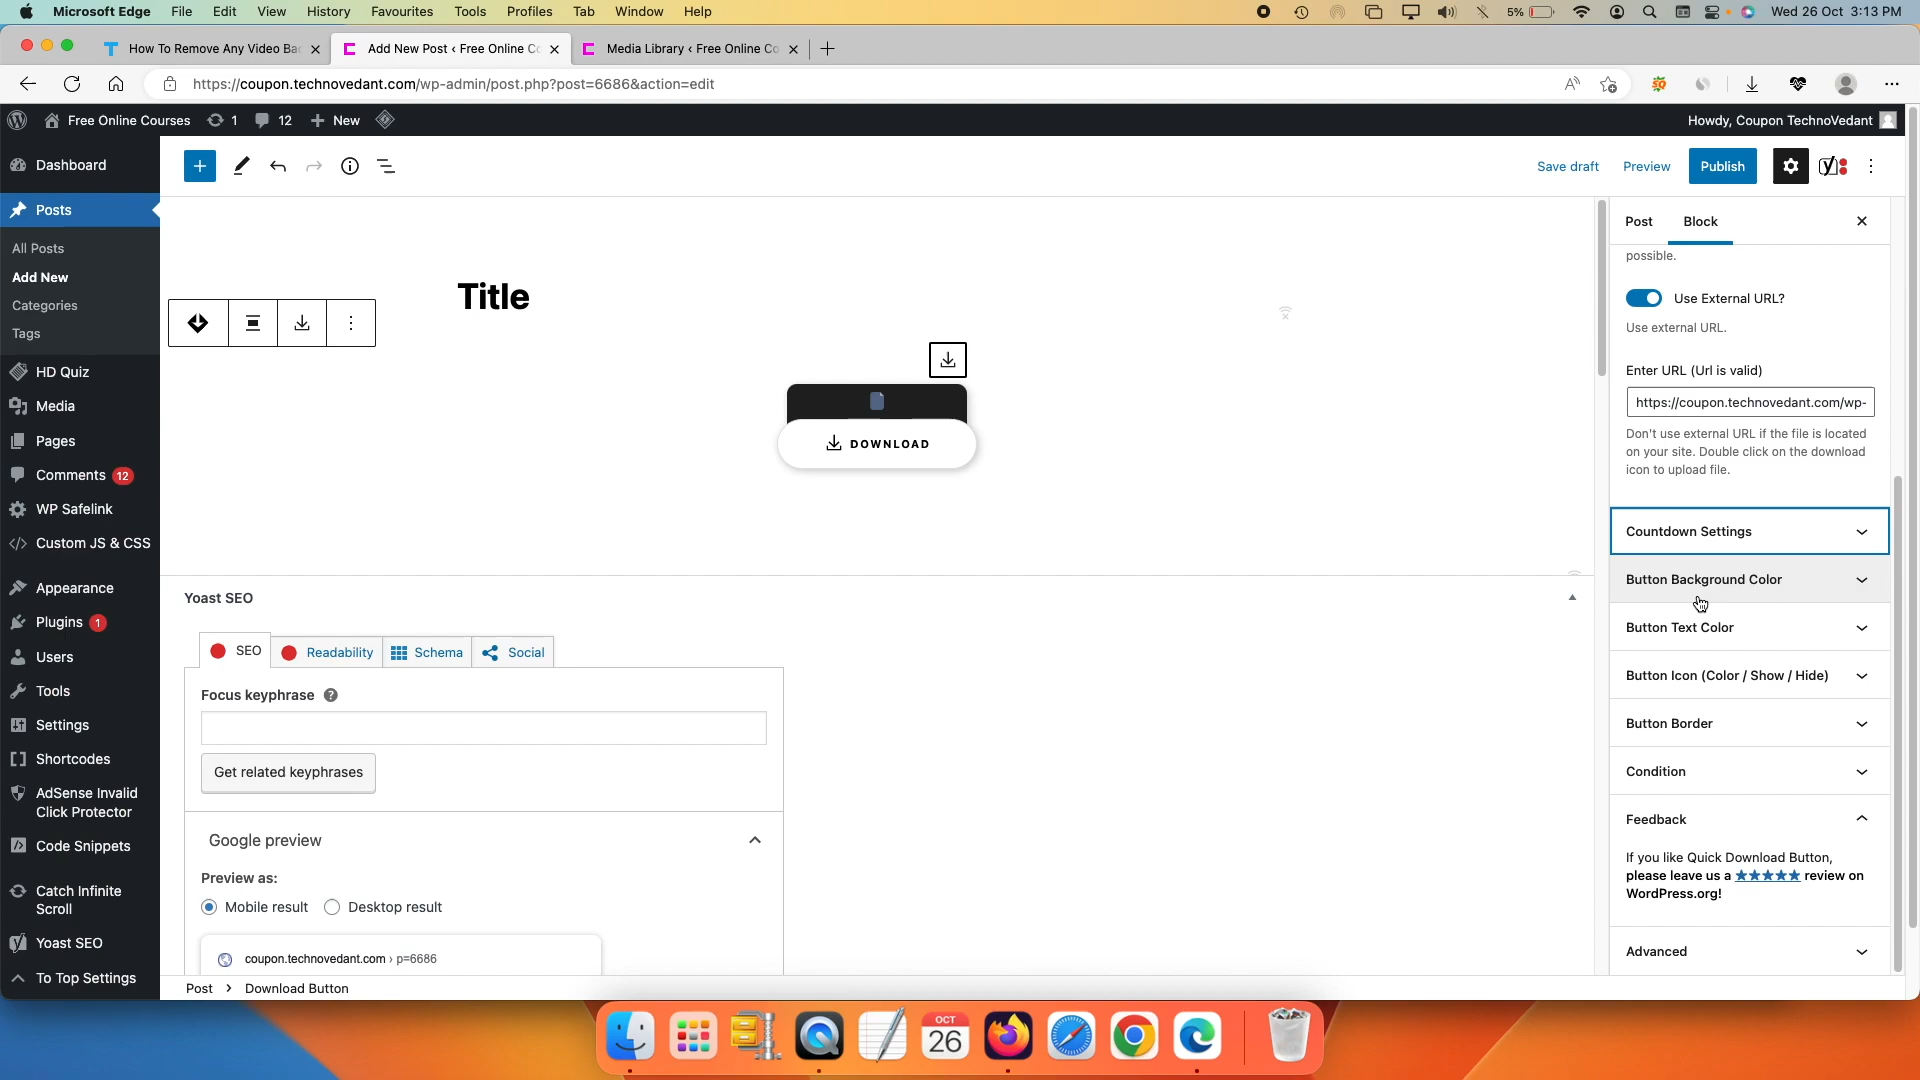 Microsoft Edge File Edit View History Favourites Tools Profiles Tab Window Help 5% Wed 26 Oct 3:13 PM
How To Remove Any Video Ba Add New Post ‹ Free Online Co Media Library ‹ Free Online Co
https://coupon.technovedant.com/wp-admin/post.php?post=6686&action=edit
Free Online Courses 1 12 New Howdy, Coupon TechnoVedant
Dashboard
Posts
All Posts
Add New
Categories
Tags
HD Quiz
Media
Pages
Comments 12
WP Safelink
Custom JS & CSS
Appearance
Plugins 1
Users
Tools
Settings
Shortcodes
AdSense Invalid
Click Protector
Code Snippets
Catch Infinite
Scroll
Yoast SEO
To Top Settings
Save draft Preview Publish
Title
DOWNLOAD
Yoast SEO
SEO Readability Schema Social
Focus keyphrase ?
Get related keyphrases
Google preview
Preview as:
Mobile result Desktop result
coupon.technovedant.com › p=6686
Post › Download Button
Post Block
possible.
Use External URL?
Use external URL.
Enter URL (Url is valid)
https://coupon.technovedant.com/wp-
Don't use external URL if the file is located
on your site. Double click on the download
icon to upload file.
Countdown Settings
Button Background Color
Button Text Color
Button Icon (Color / Show / Hide)
Button Border
Condition
Feedback
If you like Quick Download Button,
please leave us a ★★★★★ review on
WordPress.org!
Advanced
OCT
26